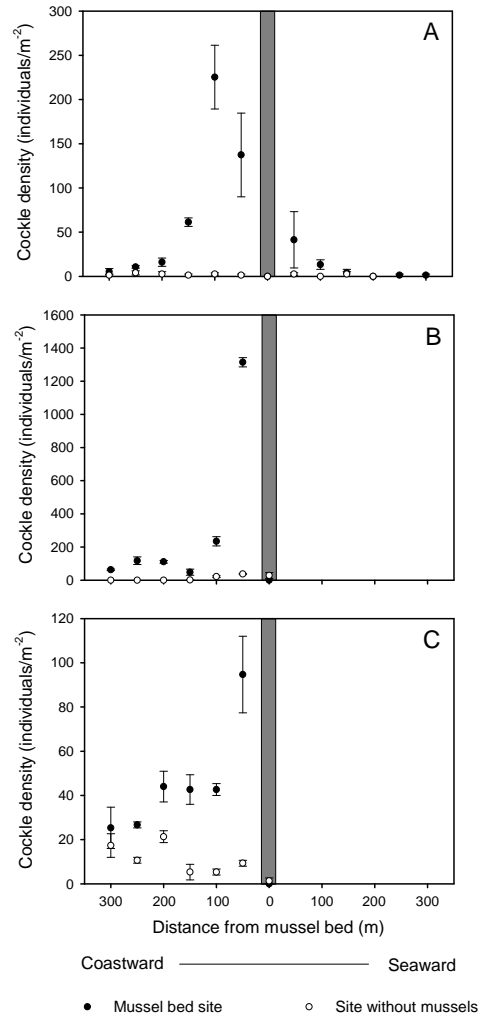 A
Cockle density (individuals/m-2)
300
250
200
150
100
50
0
B
Cockle density (individuals/m-2)
1600
1400
1200
1000
800
600
400
200
0
C
Cockle density (individuals/m-2)
120
100
80
60
40
20
0
300 200 100 0 100 200 300
Distance from mussel bed (m)
Coastward Seaward
Mussel bed site Site without mussels